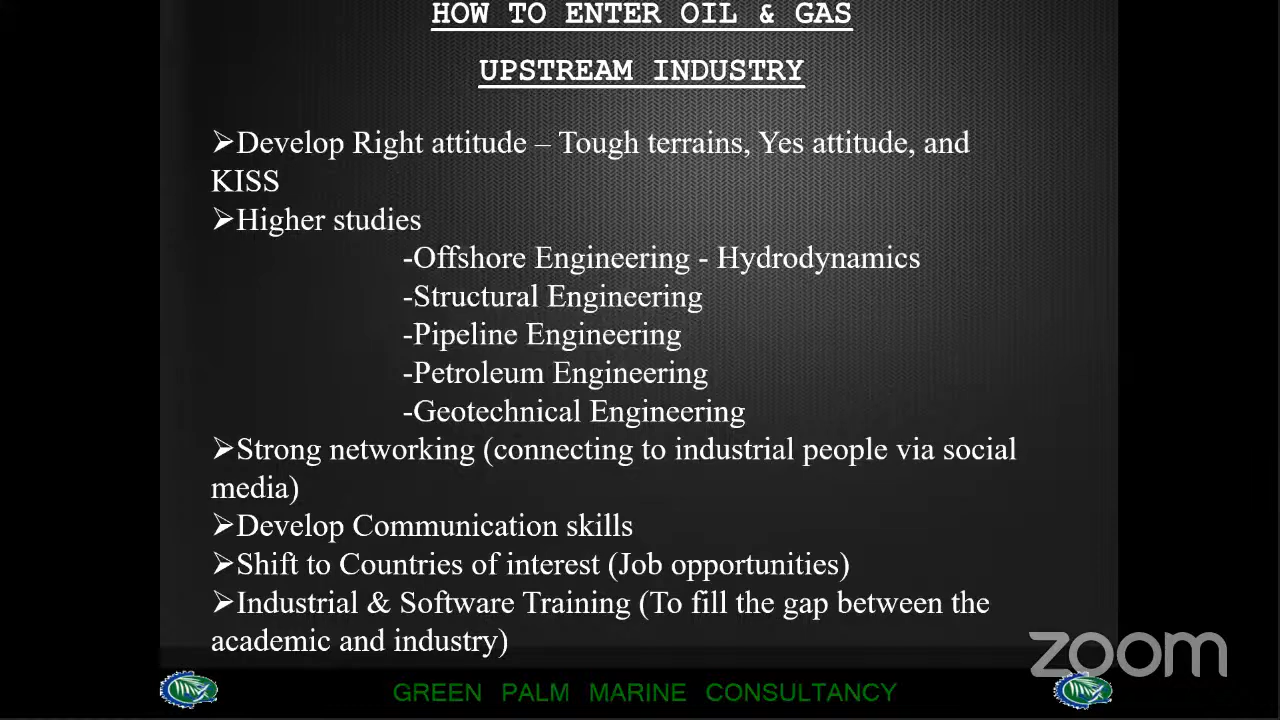 HOW TO ENTER OIL & GAS
UPSTREAM INDUSTRY
➢Develop Right attitude – Tough terrains, Yes attitude, and
KISS
➢Higher studies
-Offshore Engineering - Hydrodynamics
-Structural Engineering
-Pipeline Engineering
-Petroleum Engineering
-Geotechnical Engineering
➢Strong networking (connecting to industrial people via social
media)
➢Develop Communication skills
➢Shift to Countries of interest (Job opportunities)
➢Industrial & Software Training (To fill the gap between the
academic and industry)
zoom
GREEN PALM MARINE CONSULTANCY